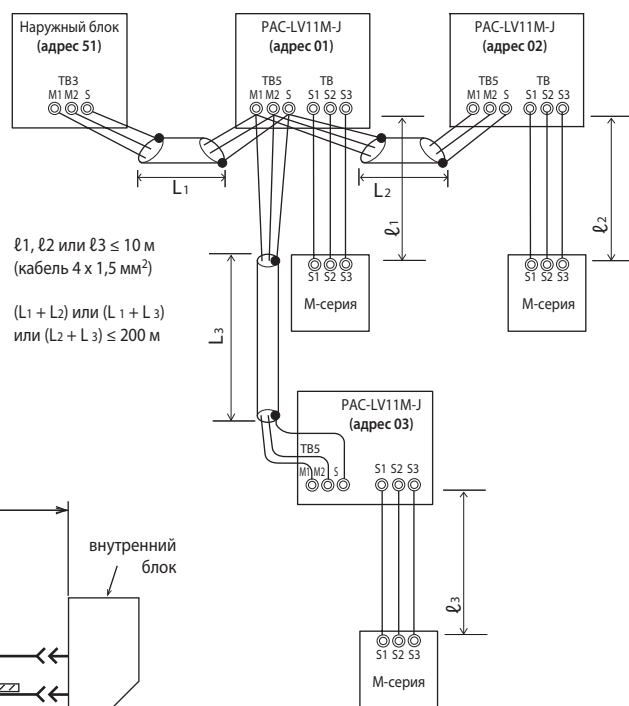 Наружный блок
(адрес 51)
TB3
M1 M2 S
PAC-LV11M-J
(адрес 01)
TB5 TB
M1 M2 S S1 S2 S3
PAC-LV11M-J
(адрес 02)
TB5 TB
M1 M2 S S1 S2 S3
L1
L2
ℓ1
ℓ2
ℓ1, ℓ2 или ℓ3 ≤ 10 м
(кабель 4 x 1,5 мм²)
(L1 + L2) или (L 1 + L 3)
или (L2 + L 3) ≤ 200 м
S1 S2 S3
М-серия
S1 S2 S3
М-серия
L3
PAC-LV11M-J
(адрес 03)
TB5
M1 M2 S S1 S2 S3
внутренний
блок
ℓ3
S1 S2 S3
М-серия